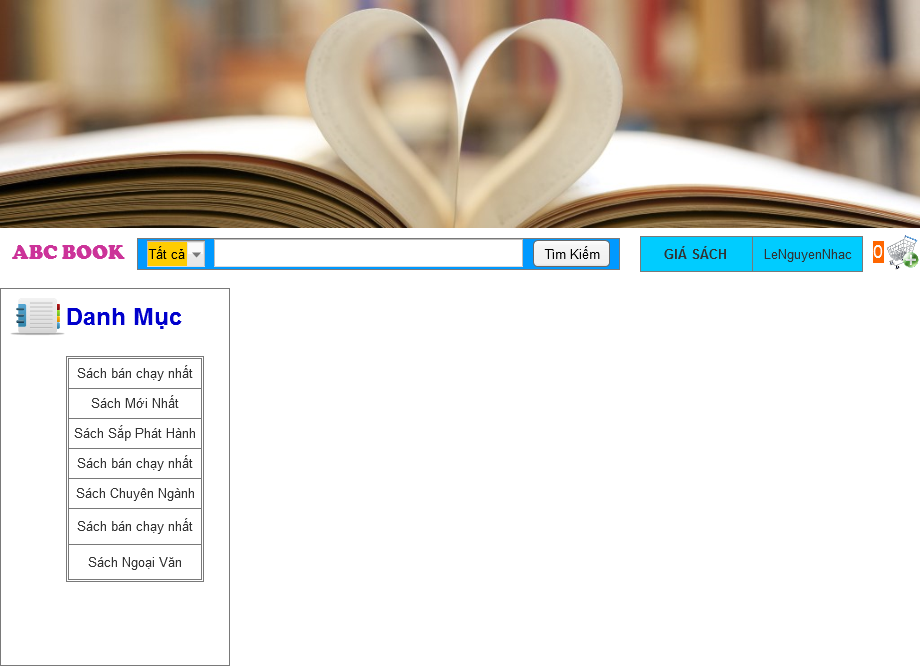 ABC BOOK
Tất cả
Tìm Kiếm
GIÁ SÁCH
LeNguyenNhac
0
Danh Mục
Sách bán chạy nhất
Sách Mới Nhất
Sách Sắp Phát Hành
Sách bán chạy nhất
Sách Chuyên Ngành
Sách bán chạy nhất
Sách Ngoại Văn